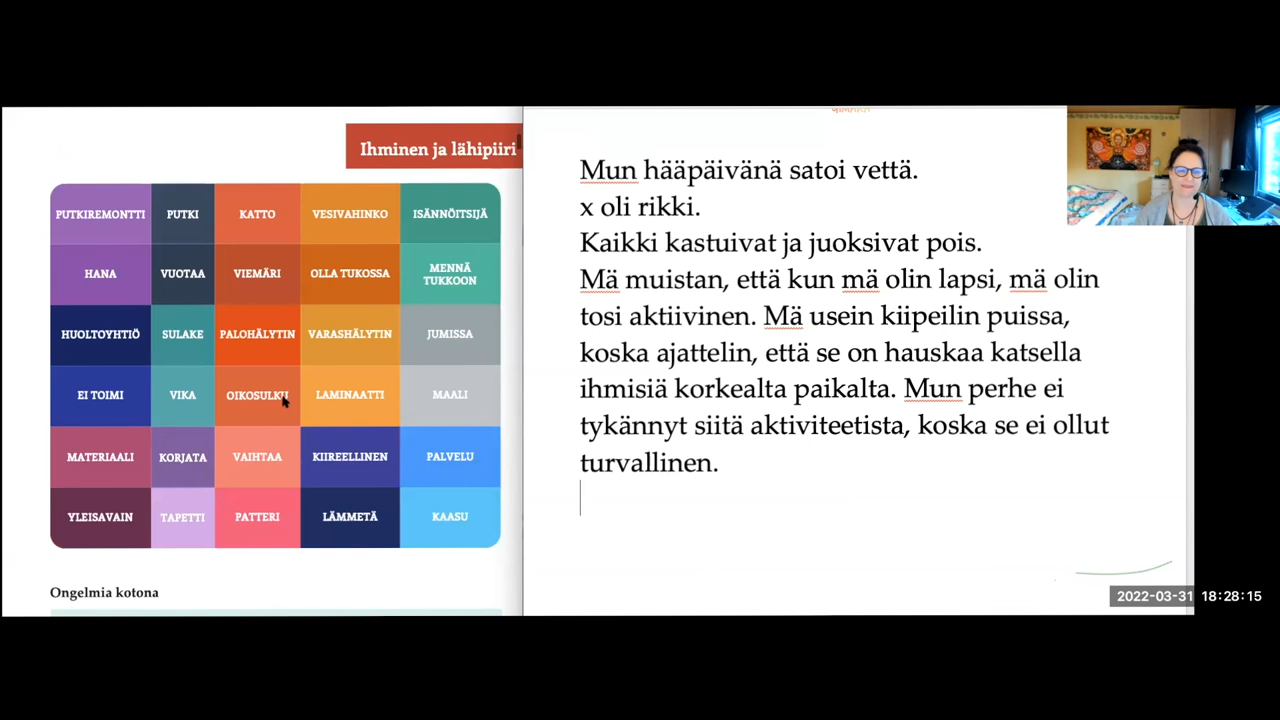 Ihminen ja lähipiiri
PUTKIREMONTTI PUTKI KATTO VESIVAHINKO ISÄNNÖITSIJÄ
HANA VUOTAA VIEMÄRI OLLA TUKOSSA MENNÄ TUKKOON
HUOLTOYHTIÖ SULAKE PALOHÄLYTIN VARASHÄLYTIN JUMISSA
EI TOIMI VIKA OIKOSULKU LAMINAATTI MAALI
MATERIAALI KORJATA VAIHTAA KIIREELLINEN PALVELU
YLEISAVAIN TAPETTI PATTERI LÄMMETÄ KAASU
Ongelmia kotona
Mun hääpäivänä satoi vettä.
x oli rikki.
Kaikki kastuivat ja juoksivat pois.
Mä muistan, että kun mä olin lapsi, mä olin
tosi aktiivinen. Mä usein kiipeilin puissa,
koska ajattelin, että se on hauskaa katsella
ihmisiä korkealta paikalta. Mun perhe ei
tykännyt siitä aktiviteetista, koska se ei ollut
turvallinen.
2022-03-31 18:28:15